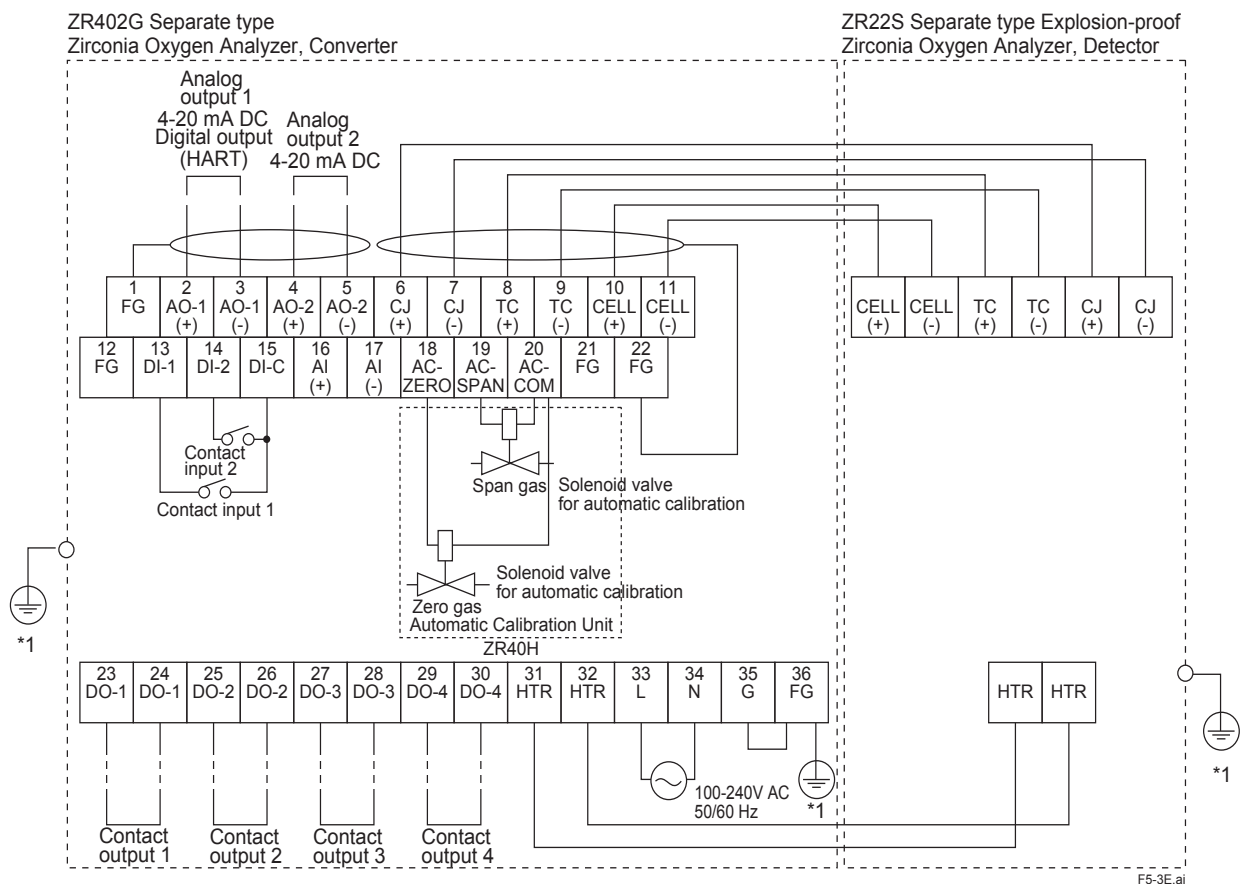 ZR402G Separate type
Zirconia Oxygen Analyzer, Converter
ZR22S Separate type Explosion-proof
Zirconia Oxygen Analyzer, Detector
Analog
output 1
4-20 mA DC
Digital output
(HART)
Analog
output 2
4-20 mA DC
1
FG
2
AO-1
(+)
3
AO-1
(-)
4
AO-2
(+)
5
AO-2
(-)
6
CJ
(+)
7
CJ
(-)
8
TC
(+)
9
TC
(-)
10
CELL
(+)
11
CELL
(-)
CELL
(+)
CELL
(-)
TC
(+)
TC
(-)
CJ
(+)
CJ
(-)
12
FG
13
DI-1
14
DI-2
15
DI-C
16
AI
(+)
17
AI
(-)
18
AC-
ZERO
19
AC-
SPAN
20
AC-
COM
21
FG
22
FG
Contact
input 2
Contact input 1
Span gas
Solenoid valve
for automatic calibration
Solenoid valve
for automatic calibration
Zero gas
Automatic Calibration Unit
ZR40H
*1
23
DO-1
24
DO-1
25
DO-2
26
DO-2
27
DO-3
28
DO-3
29
DO-4
30
DO-4
31
HTR
32
HTR
33
L
34
N
35
G
36
FG
HTR
HTR
*1
100-240V AC
50/60 Hz
*1
Contact
output 1
Contact
output 2
Contact
output 3
Contact
output 4
F5-3E.ai